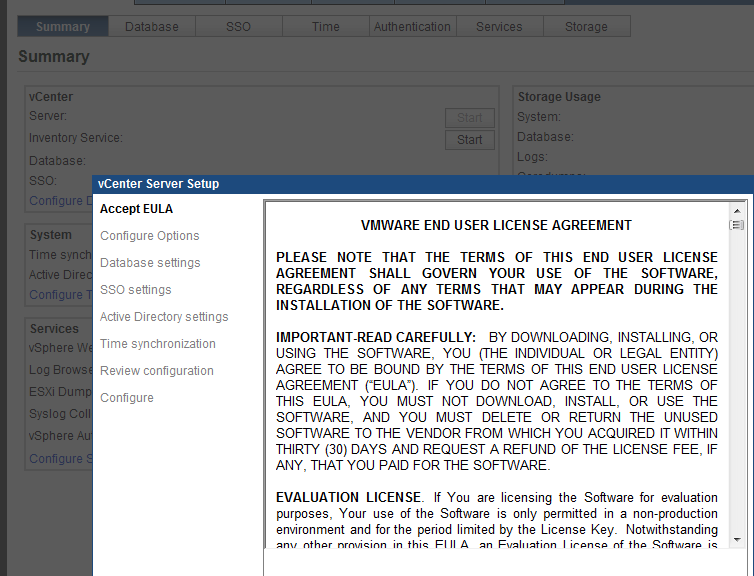 Summary
Database
SSO
Time
Authentication
Services
Storage
Summary
vCenter
Server:
Start
Inventory Service:
Start
Database:
SSO:
Configure D
System
Time synch
Active Direc
Configure T
Services
vSphere We
Log Browse
ESXi Dump
Syslog Coll
vSphere Au
Configure S
Storage Usage
System:
Database:
Logs:
vCenter Server Setup
Accept EULA
Configure Options
Database settings
SSO settings
Active Directory settings
Time synchronization
Review configuration
Configure
VMWARE END USER LICENSE AGREEMENT
PLEASE NOTE THAT THE TERMS OF THIS END USER LICENSE
AGREEMENT SHALL GOVERN YOUR USE OF THE SOFTWARE,
REGARDLESS OF ANY TERMS THAT MAY APPEAR DURING THE
INSTALLATION OF THE SOFTWARE.
IMPORTANT-READ CAREFULLY: BY DOWNLOADING, INSTALLING, OR
USING THE SOFTWARE, YOU (THE INDIVIDUAL OR LEGAL ENTITY)
AGREE TO BE BOUND BY THE TERMS OF THIS END USER LICENSE
AGREEMENT (“EULA”). IF YOU DO NOT AGREE TO THE TERMS OF
THIS EULA, YOU MUST NOT DOWNLOAD, INSTALL, OR USE THE
SOFTWARE, AND YOU MUST DELETE OR RETURN THE UNUSED
SOFTWARE TO THE VENDOR FROM WHICH YOU ACQUIRED IT WITHIN
THIRTY (30) DAYS AND REQUEST A REFUND OF THE LICENSE FEE, IF
ANY, THAT YOU PAID FOR THE SOFTWARE.
EVALUATION LICENSE. If You are licensing the Software for evaluation
purposes, Your use of the Software is only permitted in a non-production
environment and for the period limited by the License Key. Notwithstanding
any other provision in this EULA, an Evaluation License of the Software is